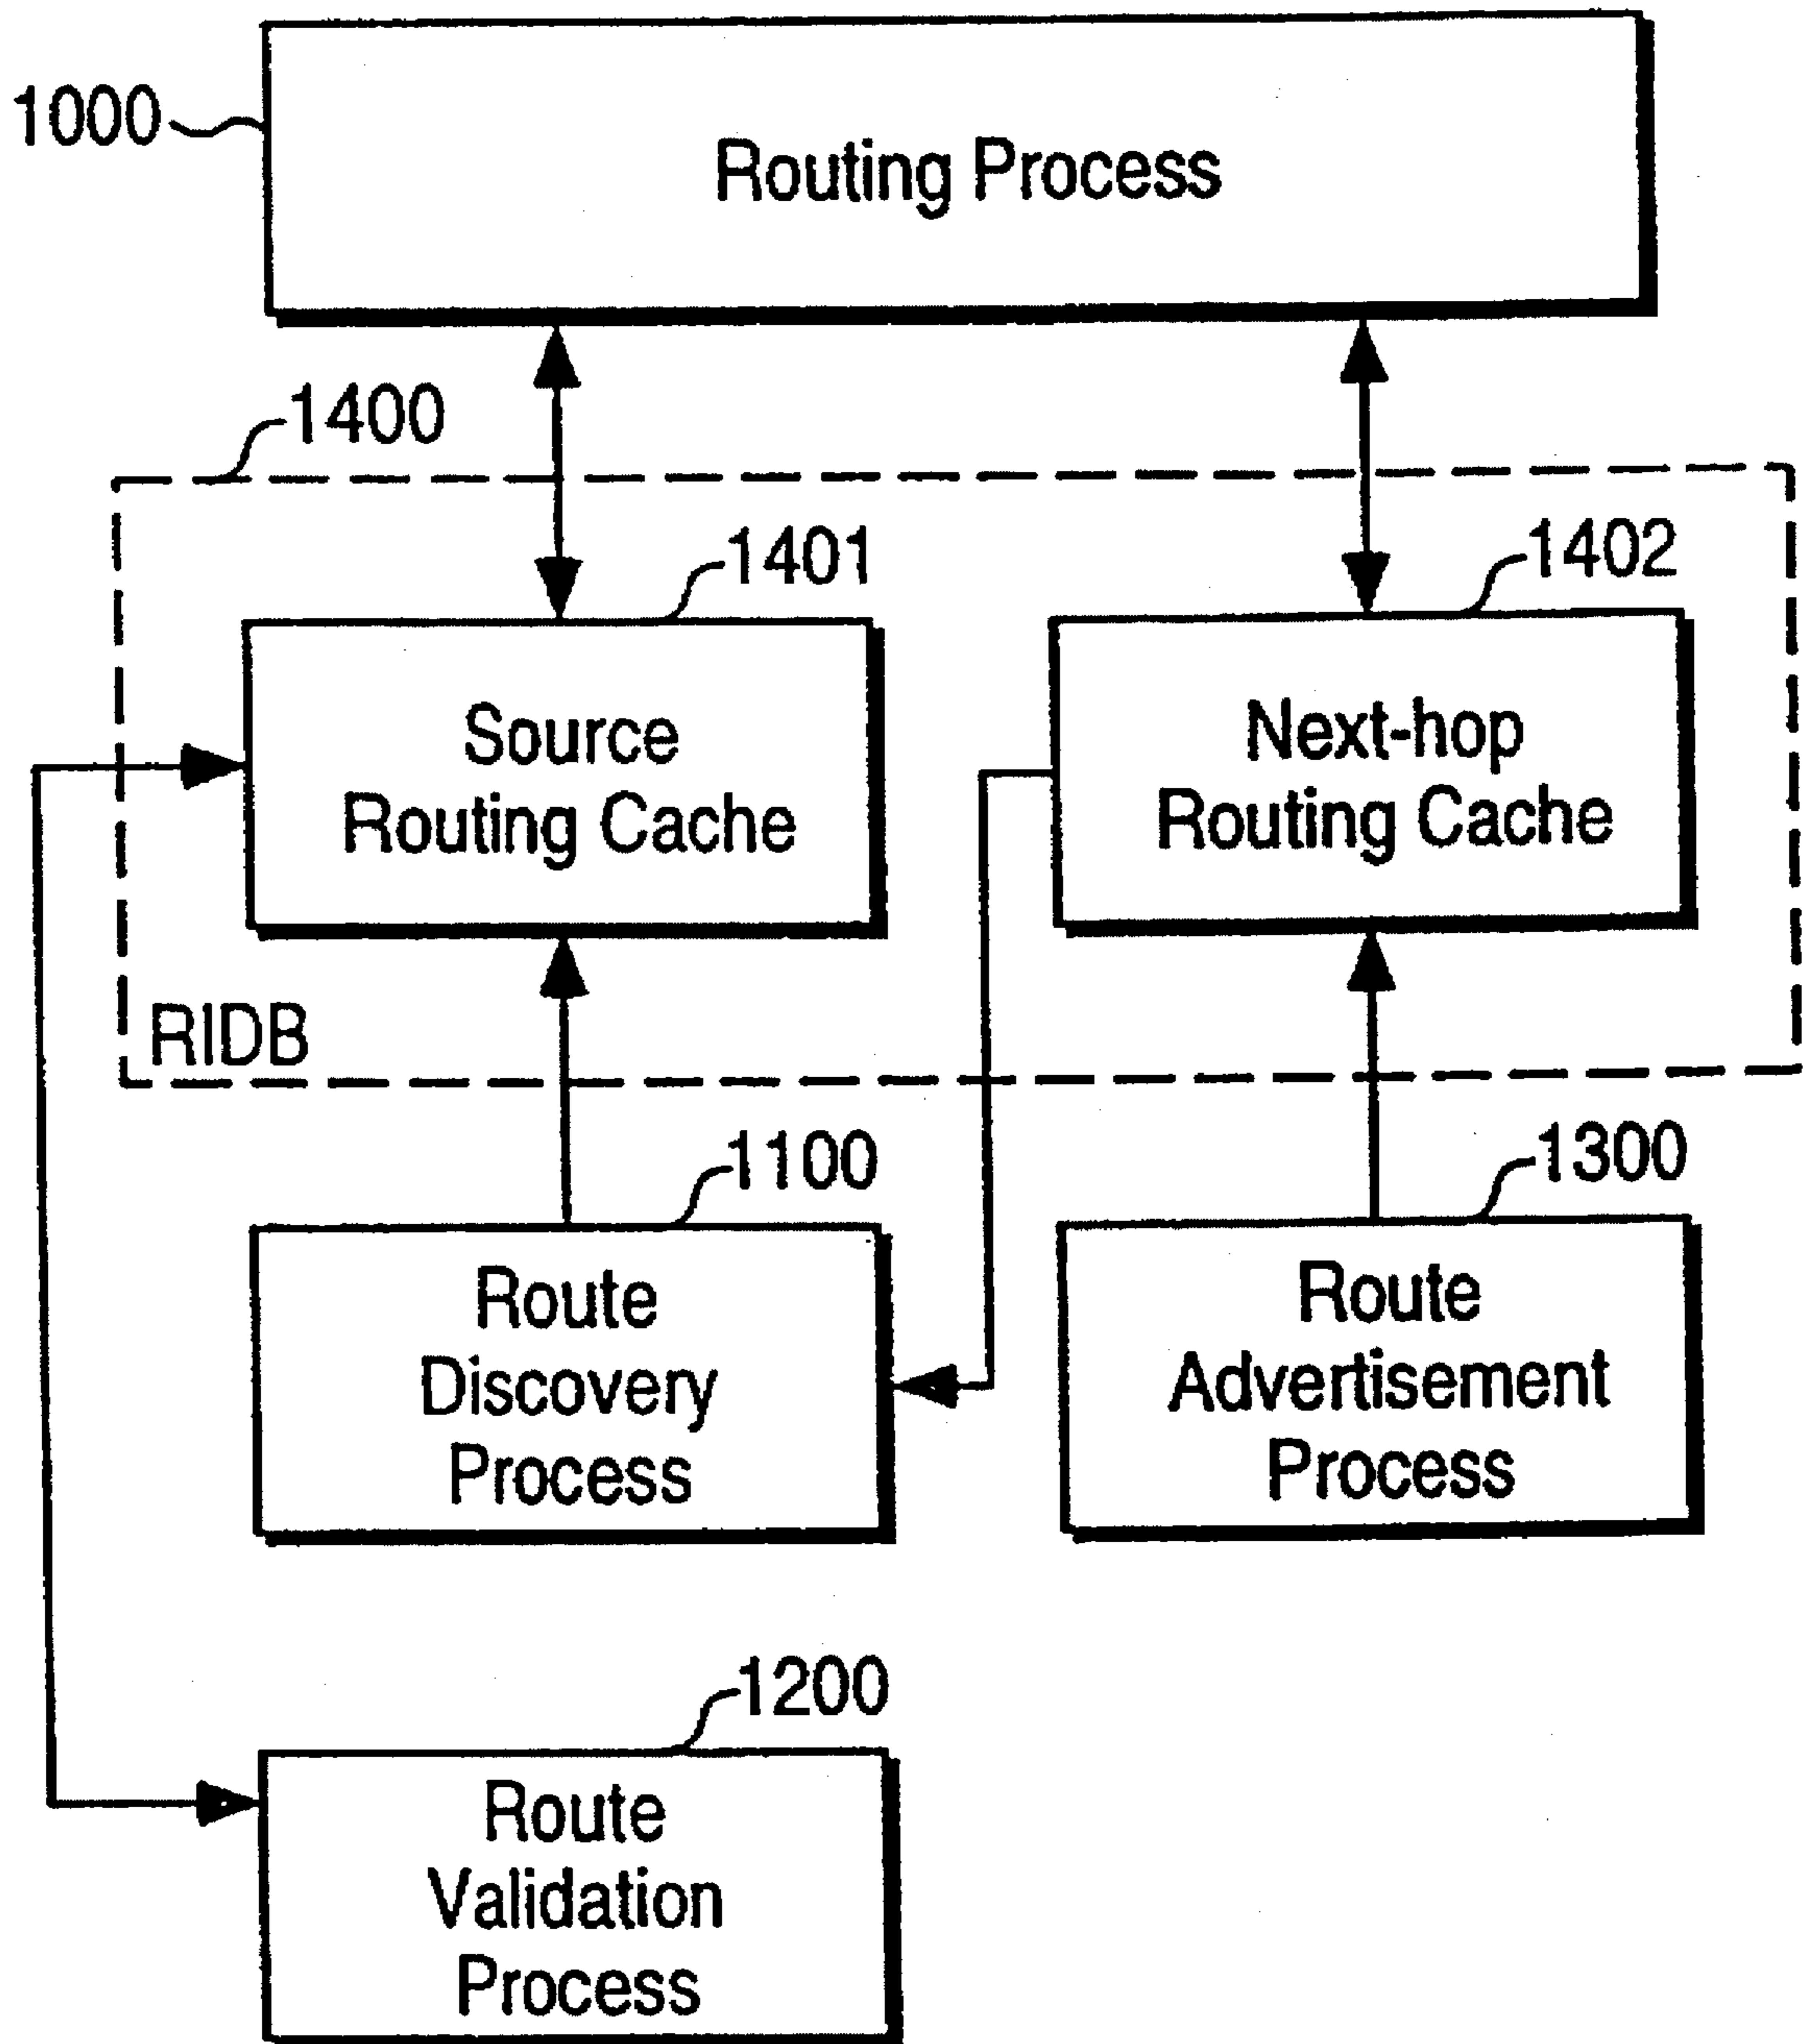 1000
Routing Process
1400
1401
1402
Source
Routing Cache
Next-hop
Routing Cache
RIDB
1100
1300
Route
Discovery
Process
Route
Advertisement
Process
1200
Route
Validation
Process